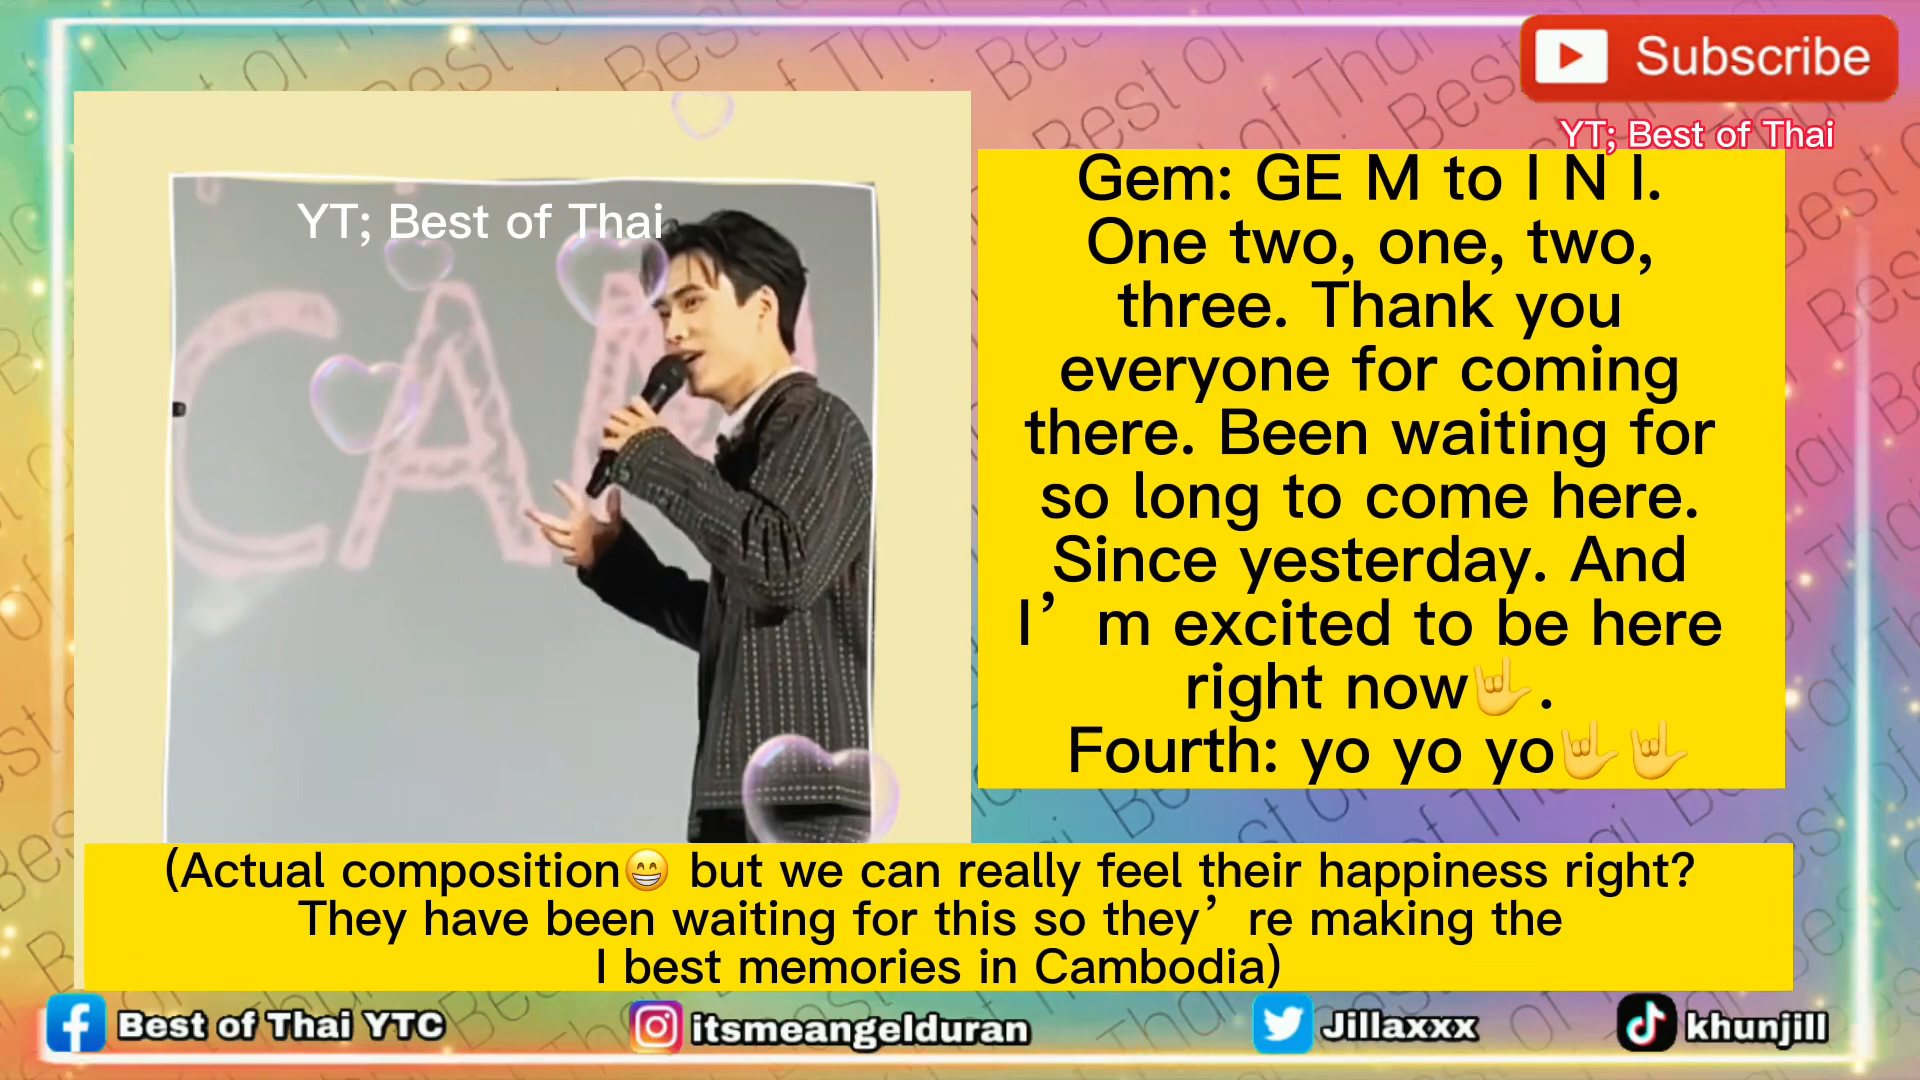 Subscribe
YT; Best of Thai
YT; Best of Thai
CAM
Gem: GE M to I N I.
One two, one, two,
three. Thank you
everyone for coming
there. Been waiting for
so long to come here.
Since yesterday. And
I’m excited to be here
right now🤟.
Fourth: yo yo yo🤟🤟
(Actual composition😁 but we can really feel their happiness right?
They have been waiting for this so they’re making the
I best memories in Cambodia)
Best of Thai YTC
itsmeangelduran
Jillaxxx
khunjill